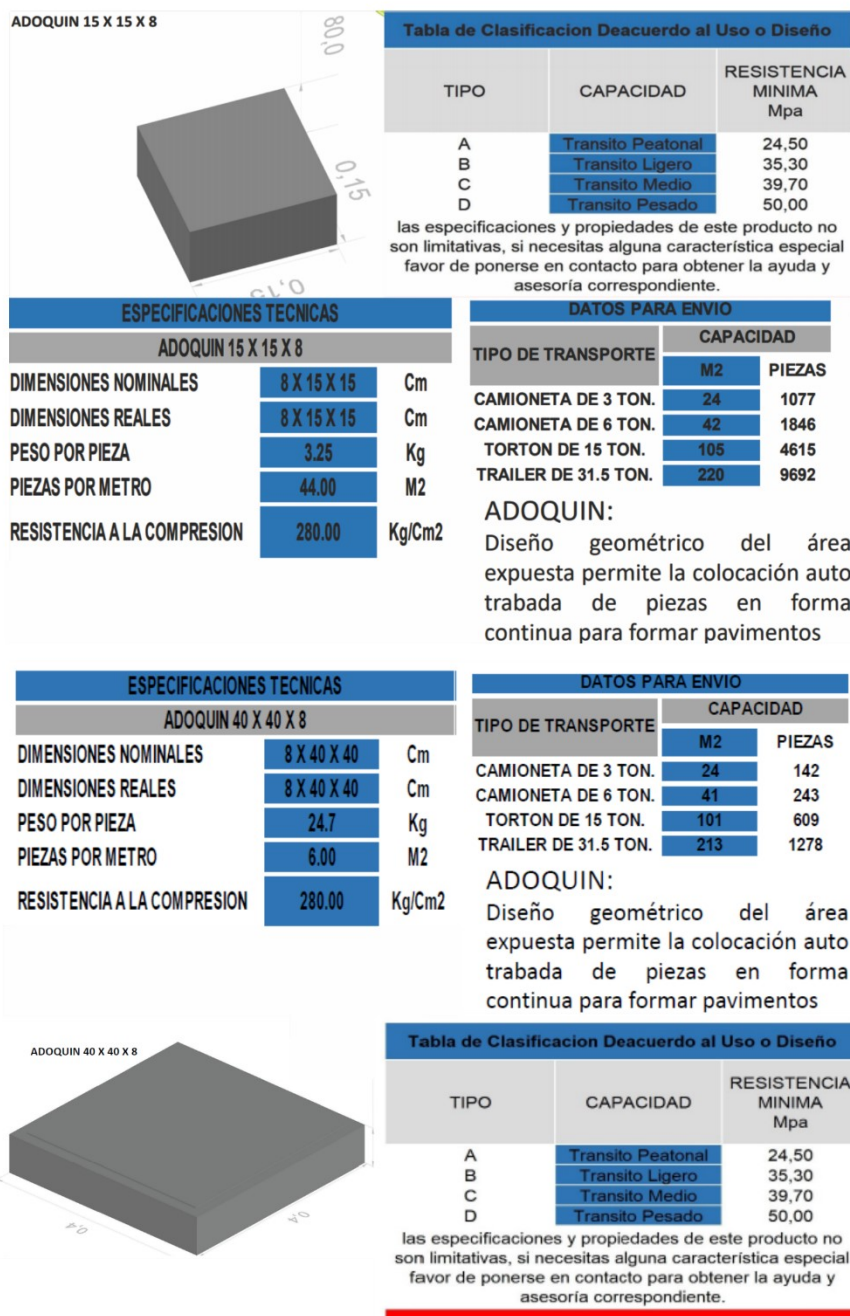 ADOQUIN 15 X 15 X 8
0,08
0,15
0,15
Tabla de Clasificacion Deacuerdo al Uso o Diseño
TIPO CAPACIDAD RESISTENCIA MINIMA Mpa
A Transito Peatonal 24,50
B Transito Ligero 35,30
C Transito Medio 39,70
D Transito Pesado 50,00
las especificaciones y propiedades de este producto no
son limitativas, si necesitas alguna característica especial
favor de ponerse en contacto para obtener la ayuda y
asesoría correspondiente.
ESPECIFICACIONES TECNICAS
ADOQUIN 15 X 15 X 8
DIMENSIONES NOMINALES 8 X 15 X 15 Cm
DIMENSIONES REALES 8 X 15 X 15 Cm
PESO POR PIEZA 3.25 Kg
PIEZAS POR METRO 44.00 M2
RESISTENCIA A LA COMPRESION 280.00 Kg/Cm2
DATOS PARA ENVIO
TIPO DE TRANSPORTE CAPACIDAD
M2 PIEZAS
CAMIONETA DE 3 TON. 24 1077
CAMIONETA DE 6 TON. 42 1846
TORTON DE 15 TON. 105 4615
TRAILER DE 31.5 TON. 220 9692
ADOQUIN:
Diseño geométrico del área
expuesta permite la colocación auto
trabada de piezas en forma
continua para formar pavimentos
ESPECIFICACIONES TECNICAS
ADOQUIN 40 X 40 X 8
DIMENSIONES NOMINALES 8 X 40 X 40 Cm
DIMENSIONES REALES 8 X 40 X 40 Cm
PESO POR PIEZA 24.7 Kg
PIEZAS POR METRO 6.00 M2
RESISTENCIA A LA COMPRESION 280.00 Kg/Cm2
DATOS PARA ENVIO
TIPO DE TRANSPORTE CAPACIDAD
M2 PIEZAS
CAMIONETA DE 3 TON. 24 142
CAMIONETA DE 6 TON. 41 243
TORTON DE 15 TON. 101 609
TRAILER DE 31.5 TON. 213 1278
ADOQUIN:
Diseño geométrico del área
expuesta permite la colocación auto
trabada de piezas en forma
continua para formar pavimentos
ADOQUIN 40 X 40 X 8
0,4
0,4
Tabla de Clasificacion Deacuerdo al Uso o Diseño
TIPO CAPACIDAD RESISTENCIA MINIMA Mpa
A Transito Peatonal 24,50
B Transito Ligero 35,30
C Transito Medio 39,70
D Transito Pesado 50,00
las especificaciones y propiedades de este producto no
son limitativas, si necesitas alguna característica especial
favor de ponerse en contacto para obtener la ayuda y
asesoría correspondiente.